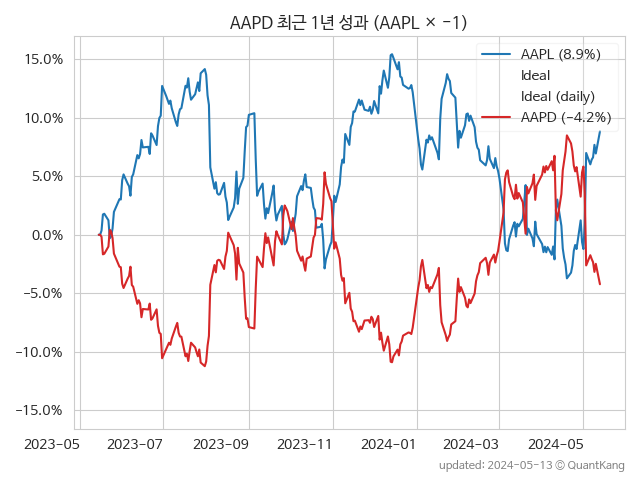 AAPD 최근 1년 성과 (AAPL × −1)
AAPL (8.9%)
Ideal
Ideal (daily)
AAPD (−4.2%)
15.0%
10.0%
5.0%
0.0%
−5.0%
−10.0%
−15.0%
2023-05 2023-07 2023-09 2023-11 2024-01 2024-03 2024-05
updated: 2024-05-13 © QuantKang